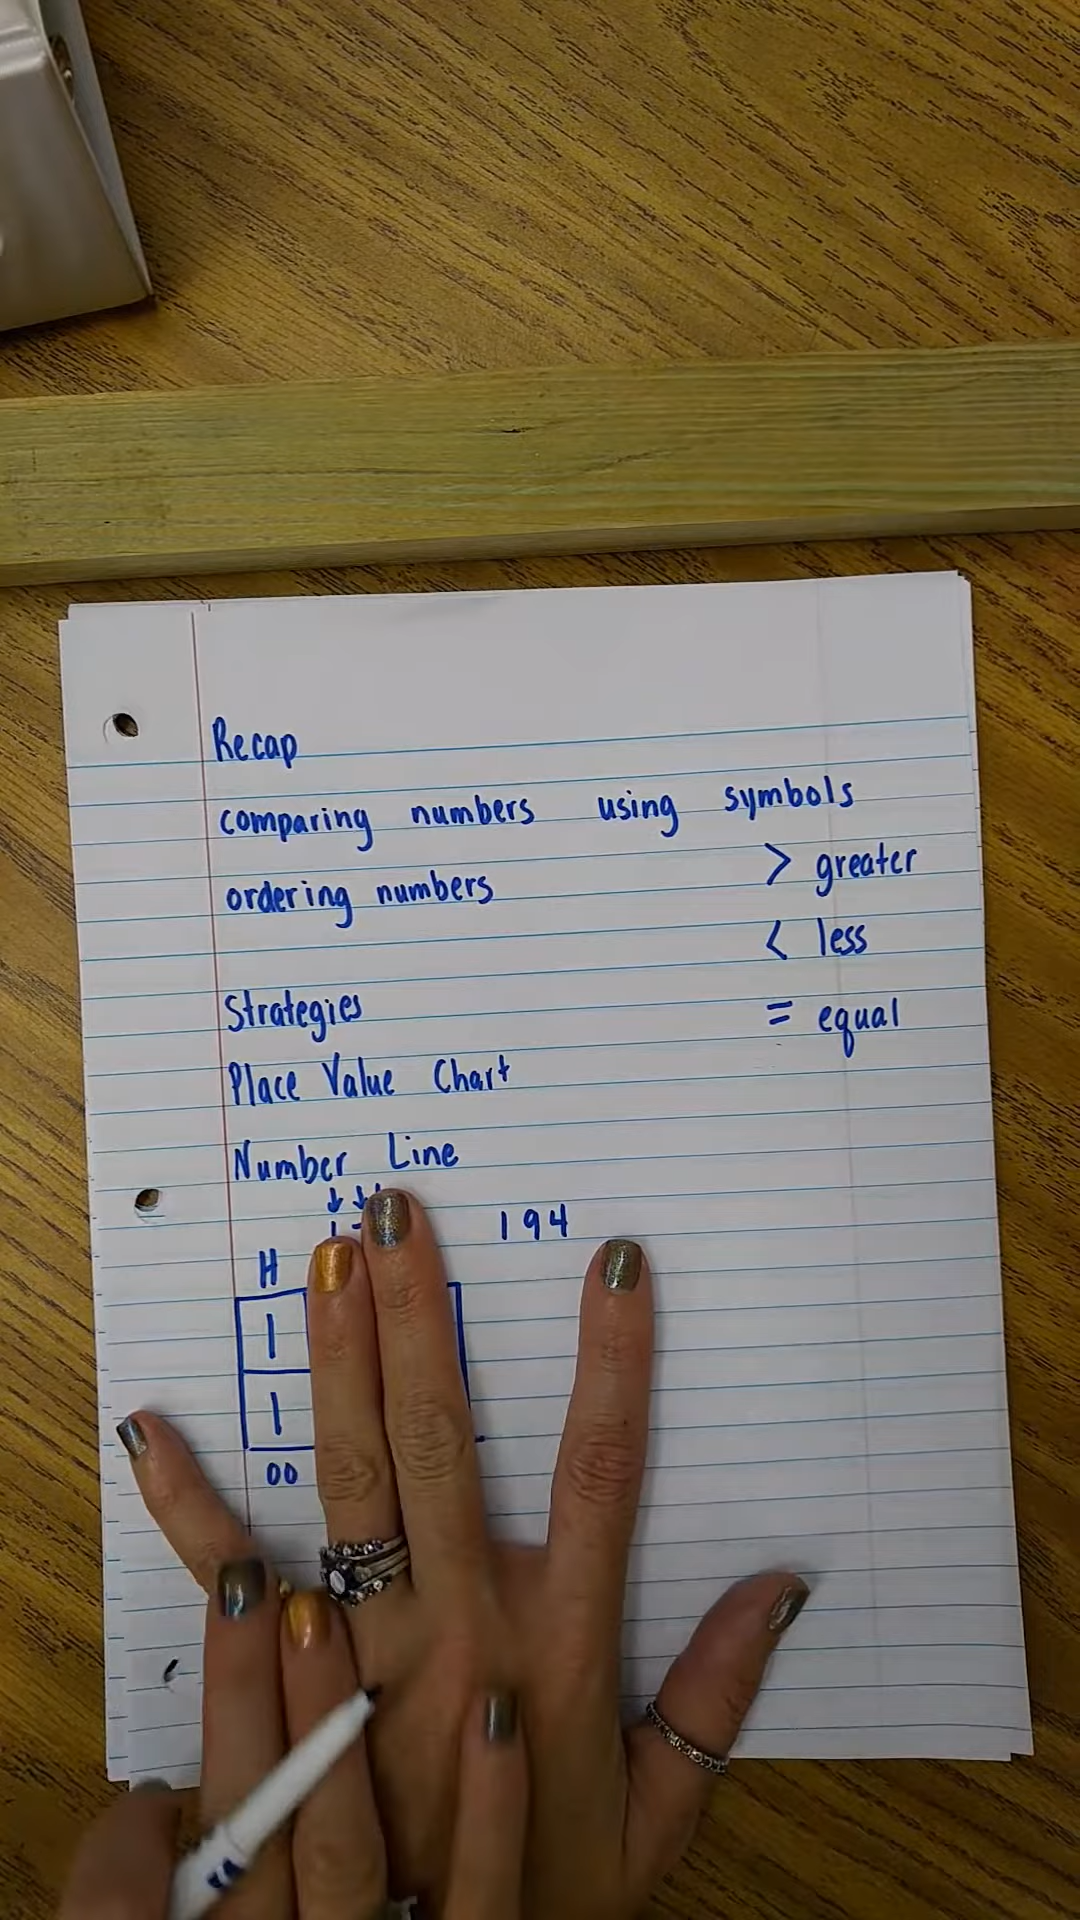 Recap
comparing numbers using symbols
ordering numbers
> greater
< less
= equal
Strategies
Place Value Chart
Number Line
↓ ↓
194
H
1
1
00